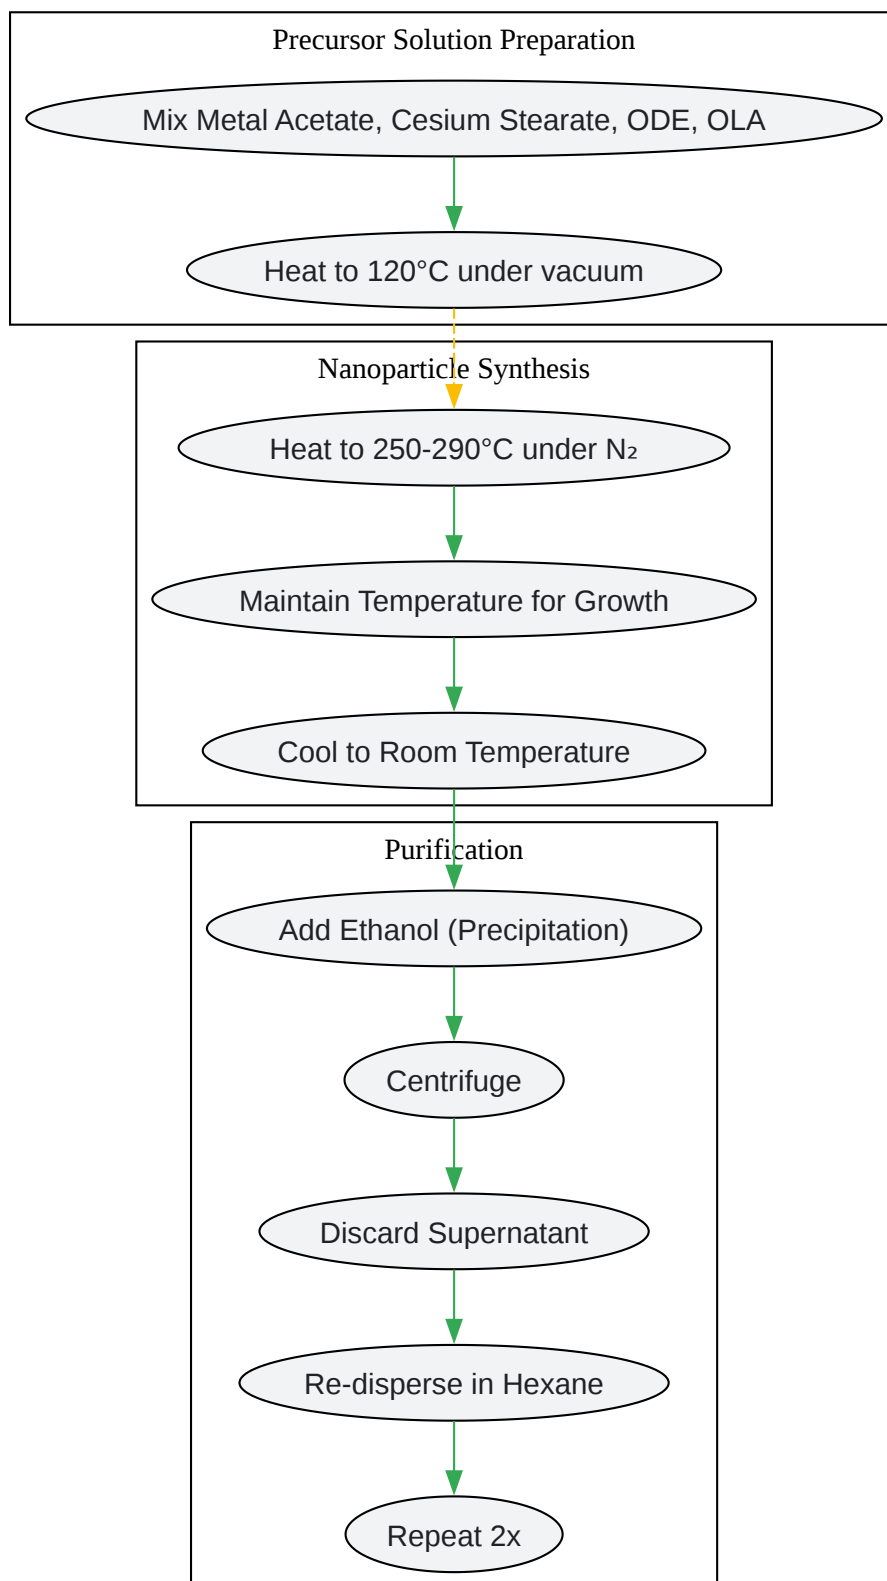 Precursor Solution Preparation
Mix Metal Acetate, Cesium Stearate, ODE, OLA
Heat to 120°C under vacuum
Nanoparticle Synthesis
Heat to 250-290°C under N₂
Maintain Temperature for Growth
Cool to Room Temperature
Purification
Add Ethanol (Precipitation)
Centrifuge
Discard Supernatant
Re-disperse in Hexane
Repeat 2x